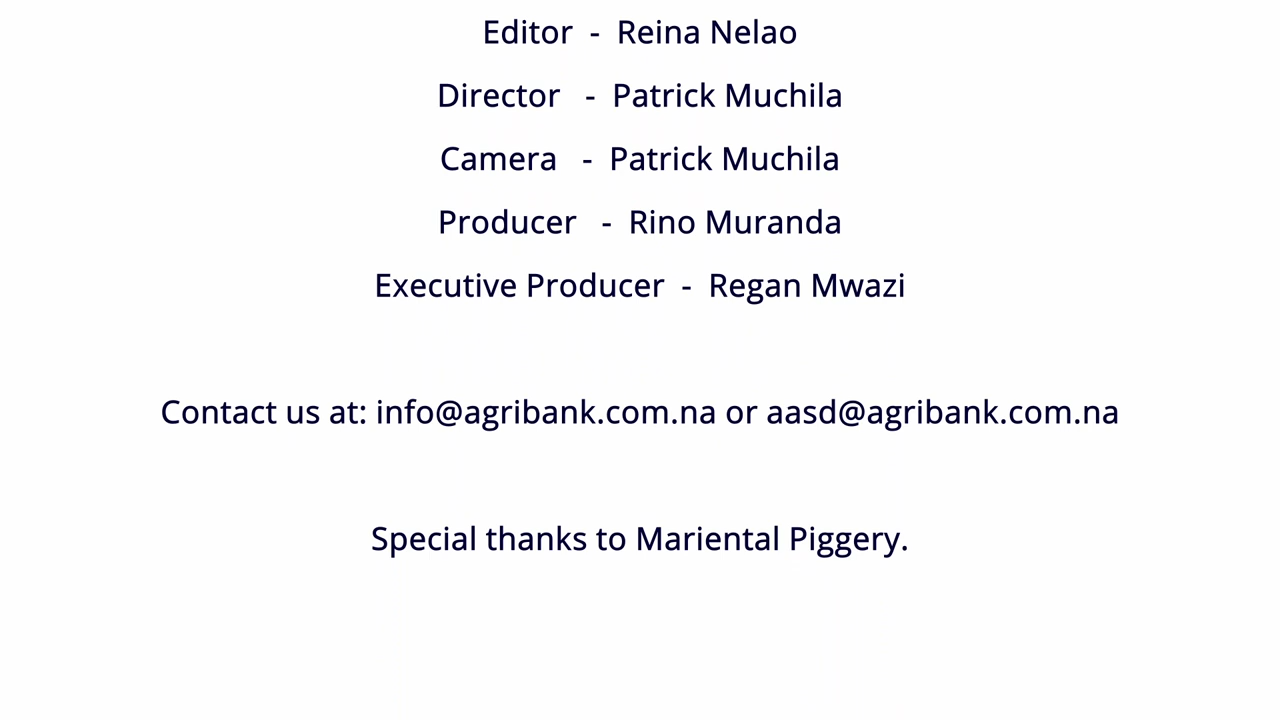 Editor - Reina Nelao
Director - Patrick Muchila
Camera - Patrick Muchila
Producer - Rino Muranda
Executive Producer - Regan Mwazi
Contact us at: info@agribank.com.na or aasd@agribank.com.na
Special thanks to Mariental Piggery.